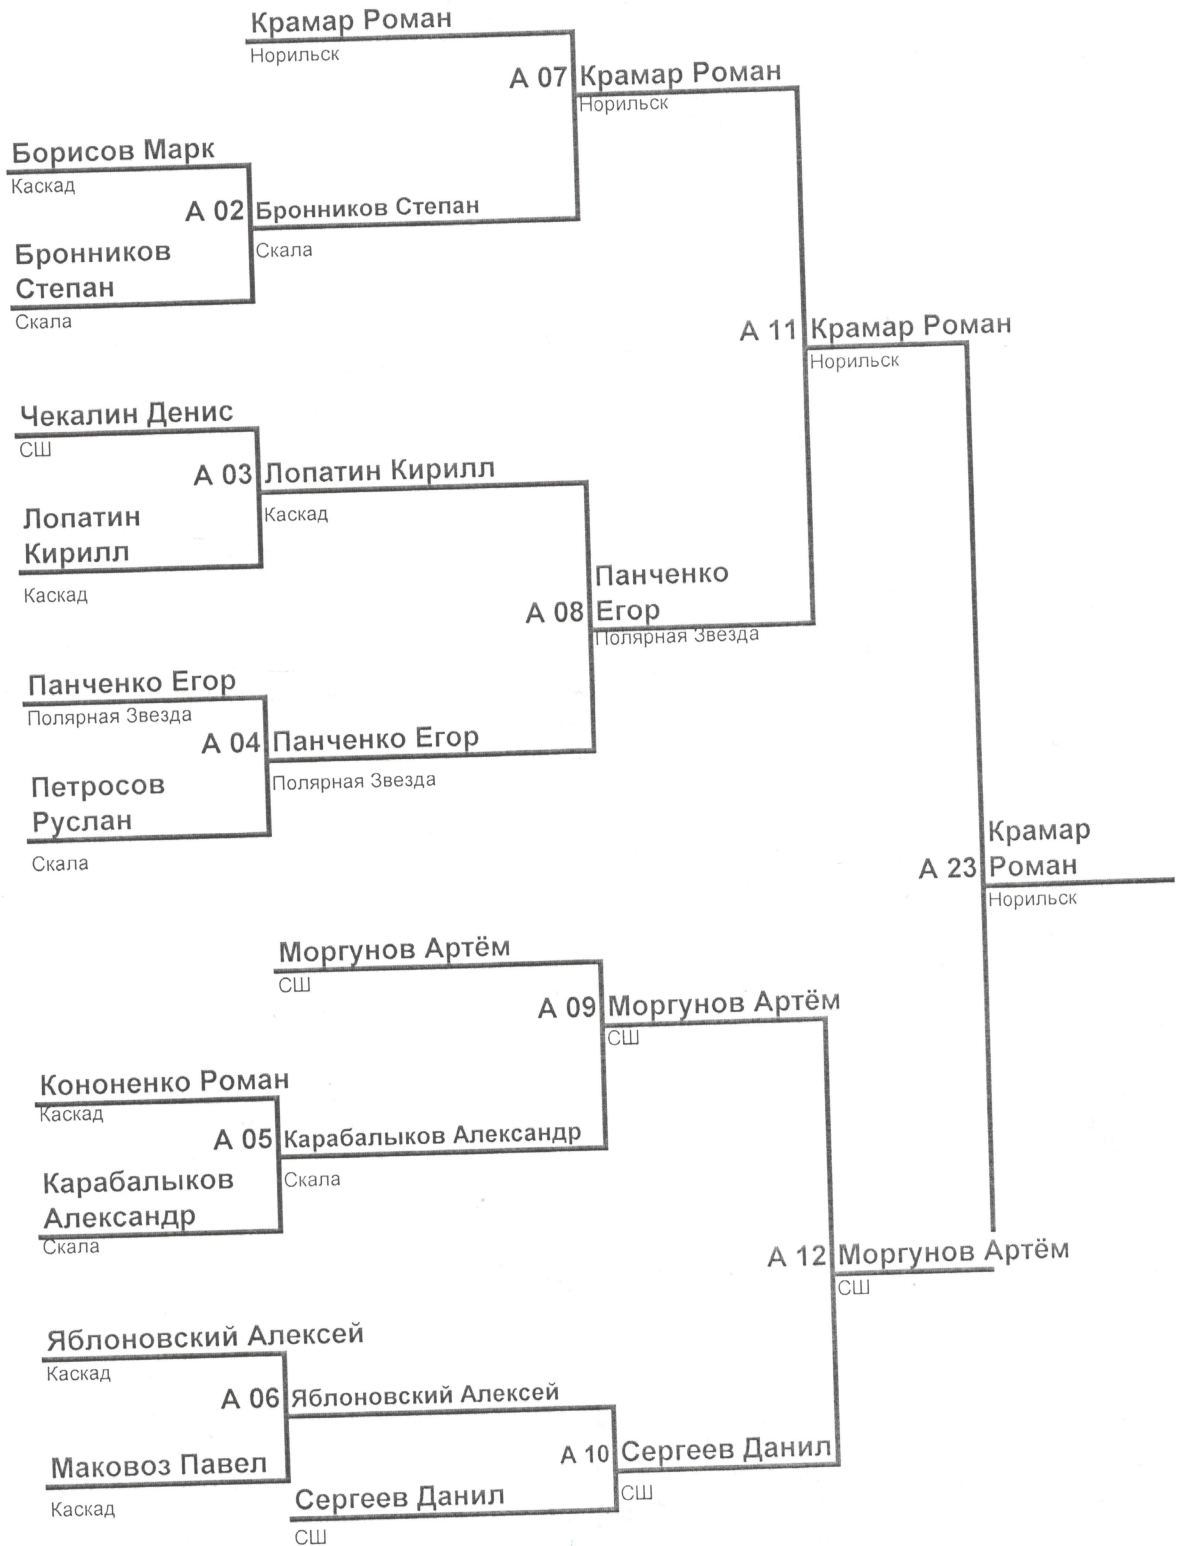 Крамар Роман
Норильск
А 07
Крамар Роман
Норильск
Борисов Марк
Каскад
А 02
Бронников Степан
Скала
Бронников
Степан
Скала
А 11
Крамар Роман
Норильск
Чекалин Денис
СШ
А 03
Лопатин Кирилл
Каскад
Лопатин
Кирилл
Каскад
А 08
Панченко
Егор
Полярная Звезда
Панченко Егор
Полярная Звезда
А 04
Панченко Егор
Полярная Звезда
Петросов
Руслан
Скала
А 23
Крамар
Роман
Норильск
Моргунов Артём
СШ
А 09
Моргунов Артём
СШ
Кононенко Роман
Каскад
А 05
Карабалыков Александр
Скала
Карабалыков
Александр
Скала
А 12
Моргунов Артём
СШ
Яблоновский Алексей
Каскад
А 06
Яблоновский Алексей
А 10
Сергеев Данил
СШ
Маковоз Павел
Каскад
Сергеев Данил
СШ